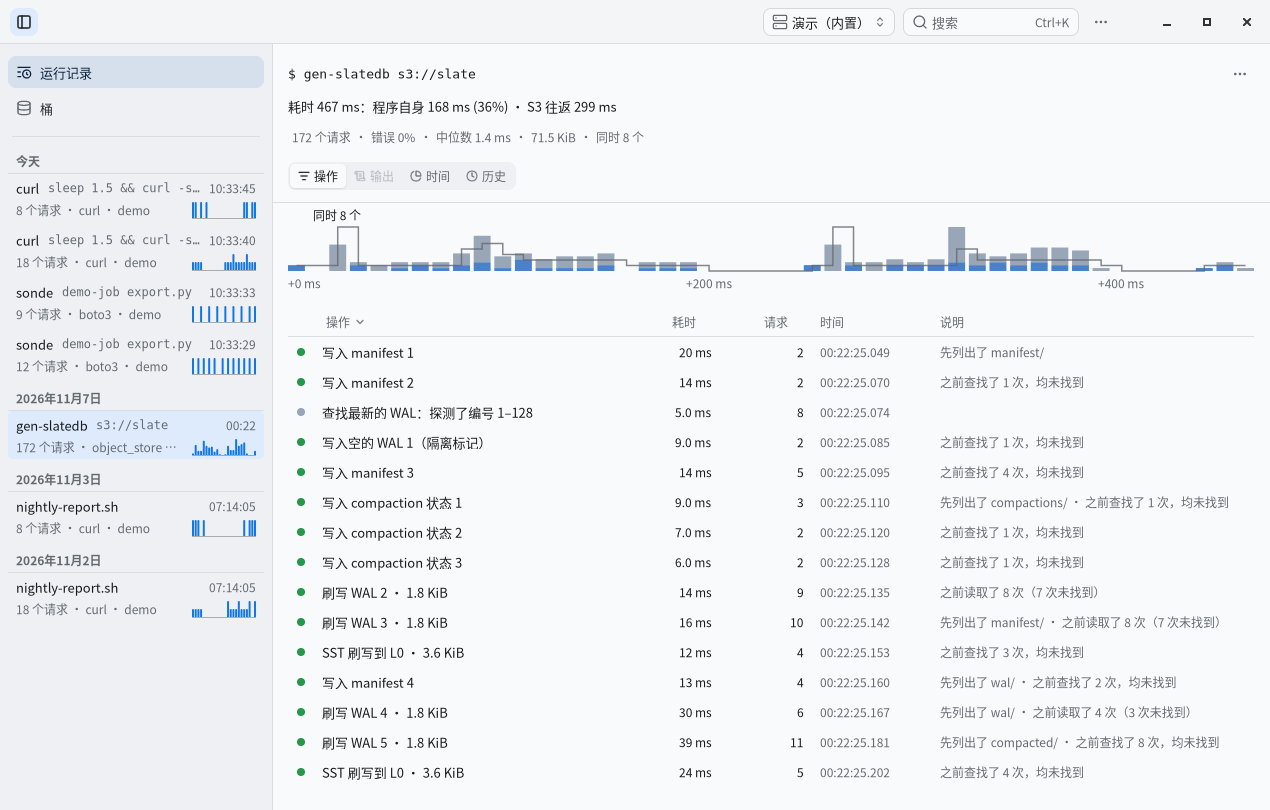 演示（内置）
搜索 Ctrl+K
运行记录
桶
今天
curl sleep 1.5 && curl -s… 10:33:45
8 个请求 · curl · demo
curl sleep 1.5 && curl -s… 10:33:40
18 个请求 · curl · demo
sonde demo-job export.py 10:33:33
9 个请求 · boto3 · demo
sonde demo-job export.py 10:33:29
12 个请求 · boto3 · demo
2026年11月7日
gen-slatedb s3://slate 00:22
172 个请求 · object_store …
2026年11月3日
nightly-report.sh 07:14:05
8 个请求 · curl · demo
2026年11月2日
nightly-report.sh 07:14:05
18 个请求 · curl · demo
$ gen-slatedb s3://slate
耗时 467 ms：程序自身 168 ms (36%) · S3 往返 299 ms
172 个请求 · 错误 0% · 中位数 1.4 ms · 71.5 KiB · 同时 8 个
操作 输出 时间 历史
同时 8 个
+0 ms +200 ms +400 ms
操作 耗时 请求 时间 说明
写入 manifest 1 20 ms 2 00:22:25.049 先列出了 manifest/
写入 manifest 2 14 ms 2 00:22:25.070 之前查找了 1 次，均未找到
查找最新的 WAL：探测了编号 1–128 5.0 ms 8 00:22:25.074
写入空的 WAL 1（隔离标记） 9.0 ms 2 00:22:25.085 之前查找了 1 次，均未找到
写入 manifest 3 14 ms 5 00:22:25.095 之前查找了 4 次，均未找到
写入 compaction 状态 1 9.0 ms 3 00:22:25.110 先列出了 compactions/ · 之前查找了 1 次，均未找到
写入 compaction 状态 2 7.0 ms 2 00:22:25.120 之前查找了 1 次，均未找到
写入 compaction 状态 3 6.0 ms 2 00:22:25.128 之前查找了 1 次，均未找到
刷写 WAL 2 · 1.8 KiB 14 ms 9 00:22:25.135 之前读取了 8 次（7 次未找到）
刷写 WAL 3 · 1.8 KiB 16 ms 10 00:22:25.142 先列出了 manifest/ · 之前读取了 8 次（7 次未找到）
SST 刷写到 L0 · 3.6 KiB 12 ms 4 00:22:25.153 之前查找了 3 次，均未找到
写入 manifest 4 13 ms 4 00:22:25.160 先列出了 wal/ · 之前查找了 2 次，均未找到
刷写 WAL 4 · 1.8 KiB 30 ms 6 00:22:25.167 先列出了 wal/ · 之前读取了 4 次（3 次未找到）
刷写 WAL 5 · 1.8 KiB 39 ms 11 00:22:25.181 先列出了 compacted/ · 之前查找了 8 次，均未找到
SST 刷写到 L0 · 3.6 KiB 24 ms 5 00:22:25.202 之前查找了 4 次，均未找到